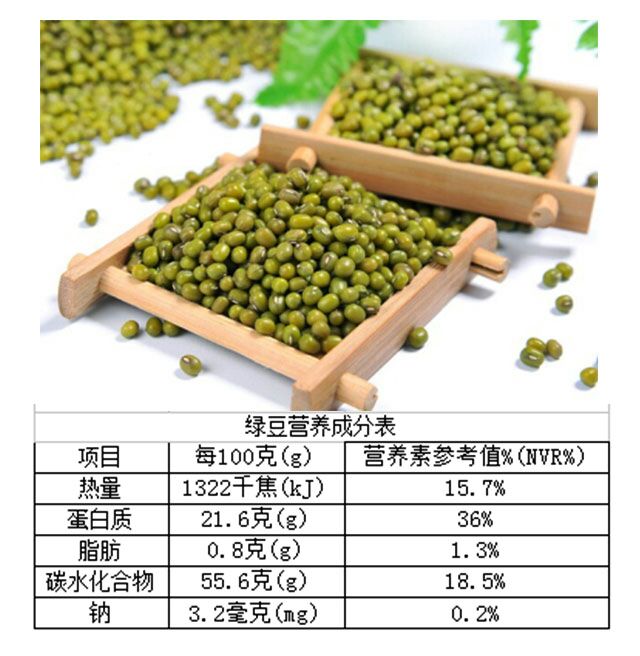 绿豆营养成分表
项目 每100克(g) 营养素参考值%(NVR%)
热量 1322千焦(kJ) 15.7%
蛋白质 21.6克(g) 36%
脂肪 0.8克(g) 1.3%
碳水化合物 55.6克(g) 18.5%
钠 3.2毫克(mg) 0.2%